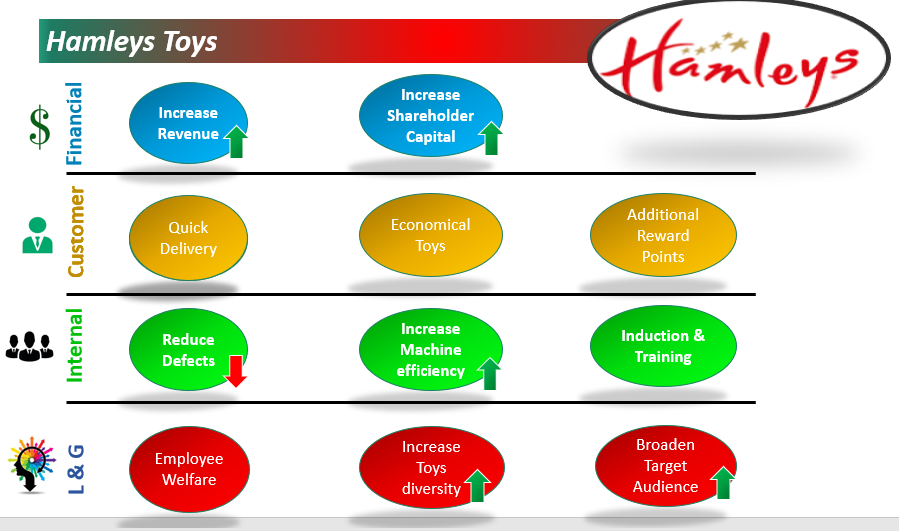 Hamleys Toys
Hamleys
$
Financial
Increase
Revenue
Increase
Shareholder
Capital
Customer
Quick
Delivery
Economical
Toys
Additional
Reward
Points
Internal
Reduce
Defects
Increase
Machine
efficiency
Induction &
Training
L & G
Employee
Welfare
Increase
Toys
diversity
Broaden
Target
Audience